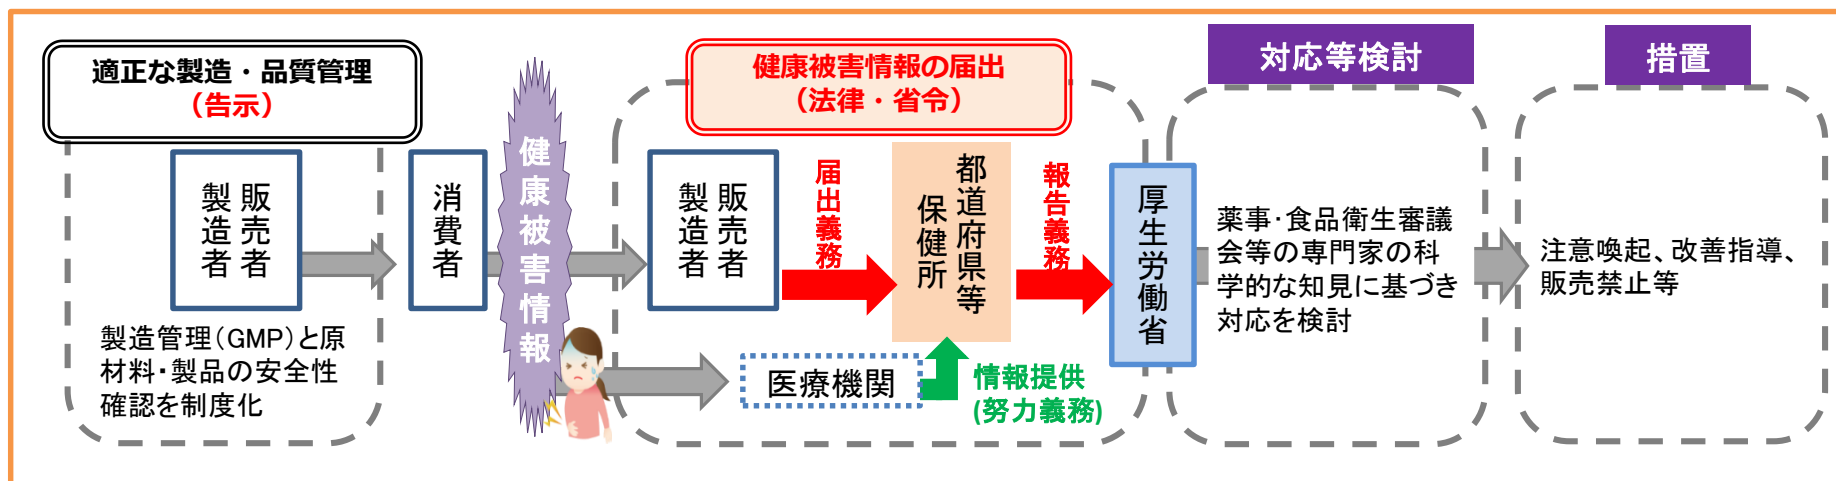 適正な製造・品質管理
（告示）
製造者
販売者
製造管理（GMP）と原
材料・製品の安全性
確認を制度化
消費者
健康被害情報
健康被害情報の届出
（法律・省令）
製造者
販売者
届出義務
都道府県等
保健所
報告義務
医療機関
情報提供
(努力義務)
厚生労働省
対応等検討
薬事・食品衛生審議
会等の専門家の科
学的な知見に基づき
対応を検討
措置
注意喚起、改善指導、
販売禁止等